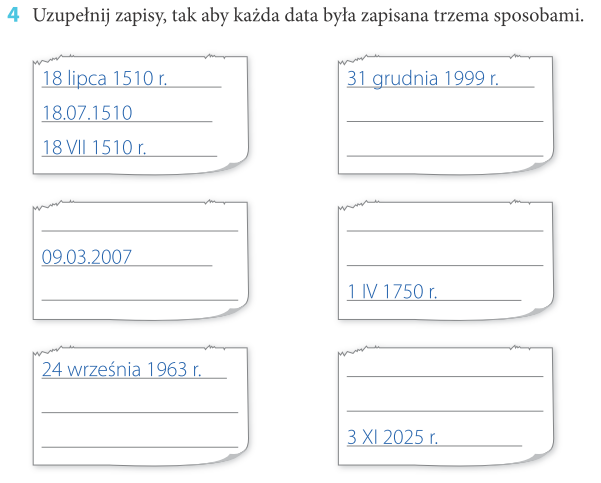 4 Uzupełnij zapisy, tak aby każda data była zapisana trzema sposobami.
18 lipca 1510 r.
18.07.1510
18 VII 1510 r.
31 grudnia 1999 r.
09.03.2007
1 IV 1750 r.
24 września 1963 r.
3 XI 2025 r.